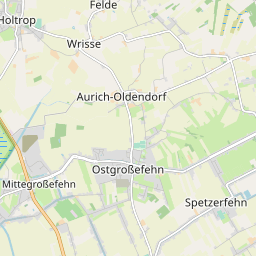 Felde
Holtrop
Wrisse
Aurich-Oldendorf
Ostgroßefehn
Mittegroßefehn
Spetzerfehn